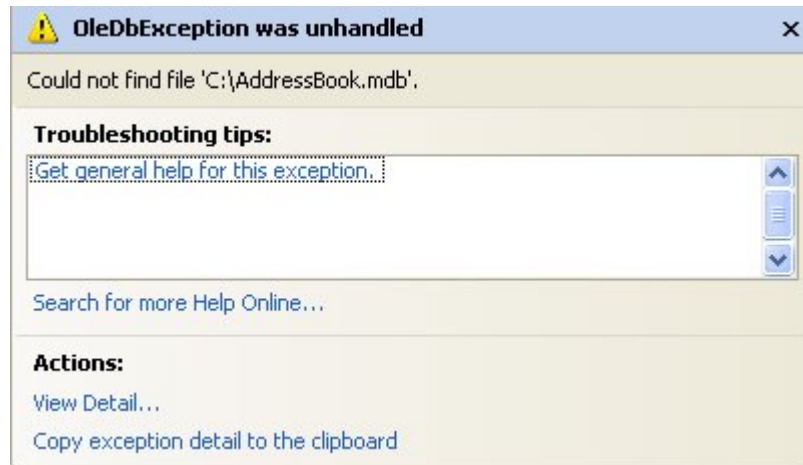 OleDbException was unhandled
Could not find file 'C:\AddressBook.mdb'.
Troubleshooting tips:
Get general help for this exception.
Search for more Help Online...
Actions:
View Detail...
Copy exception detail to the clipboard